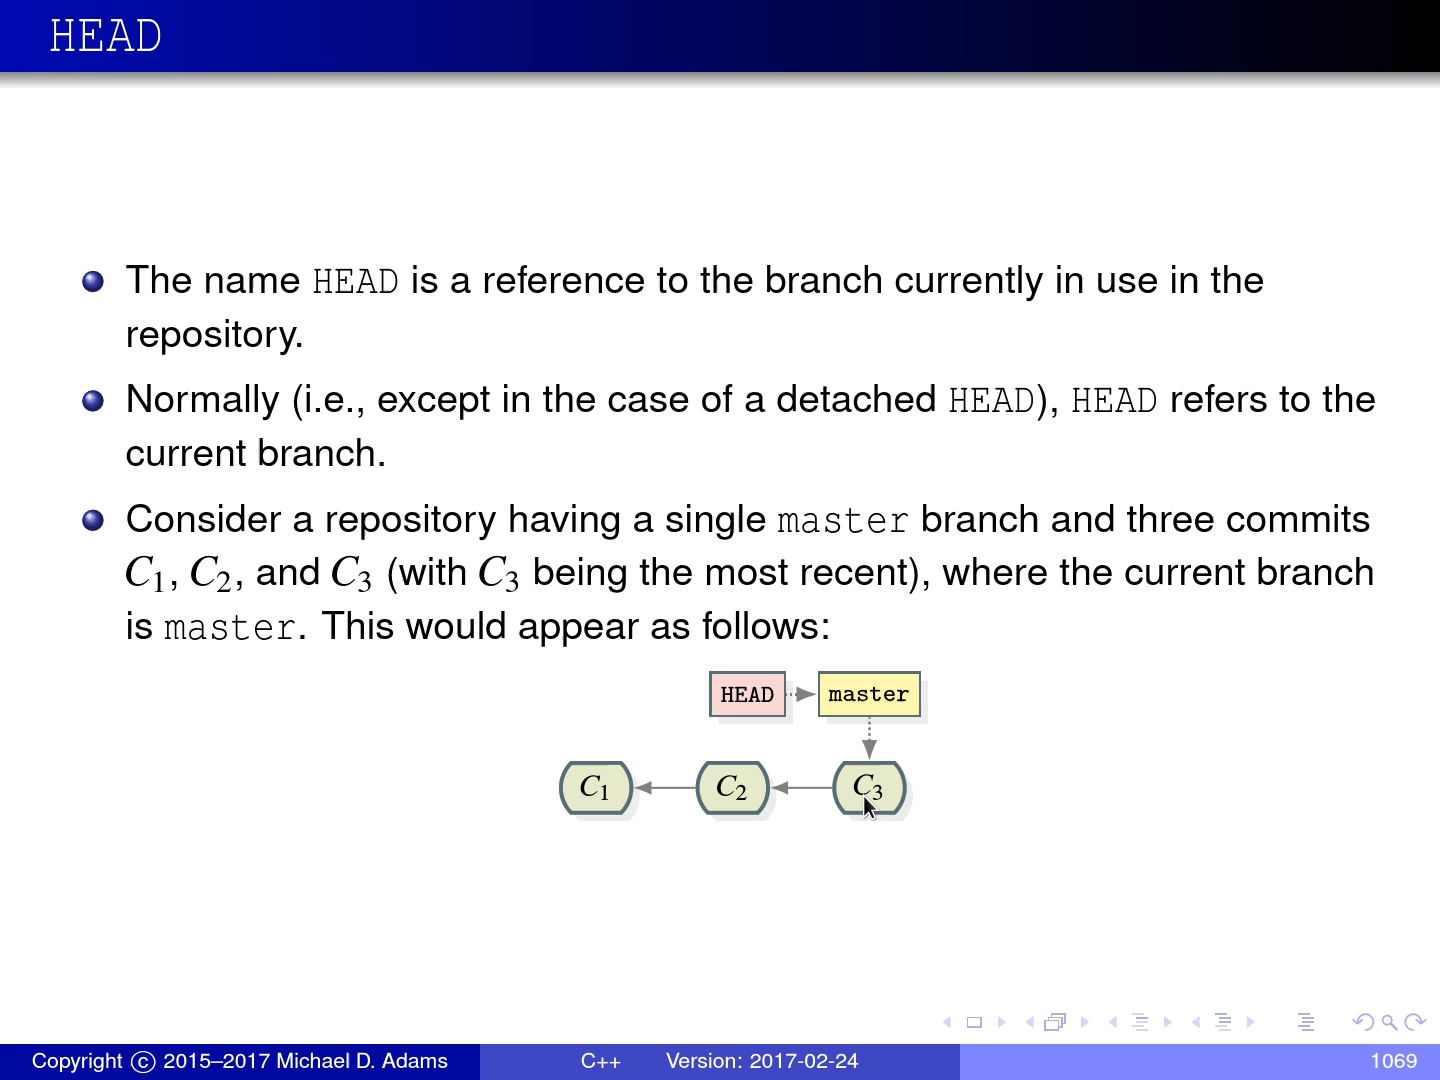 HEAD
The name HEAD is a reference to the branch currently in use in the
repository.
Normally (i.e., except in the case of a detached HEAD), HEAD refers to the
current branch.
Consider a repository having a single master branch and three commits
C₁, C₂, and C₃ (with C₃ being the most recent), where the current branch
is master. This would appear as follows:
HEAD master
C₁ C₂ C₃
Copyright © 2015–2017 Michael D. Adams C++ Version: 2017-02-24 1069